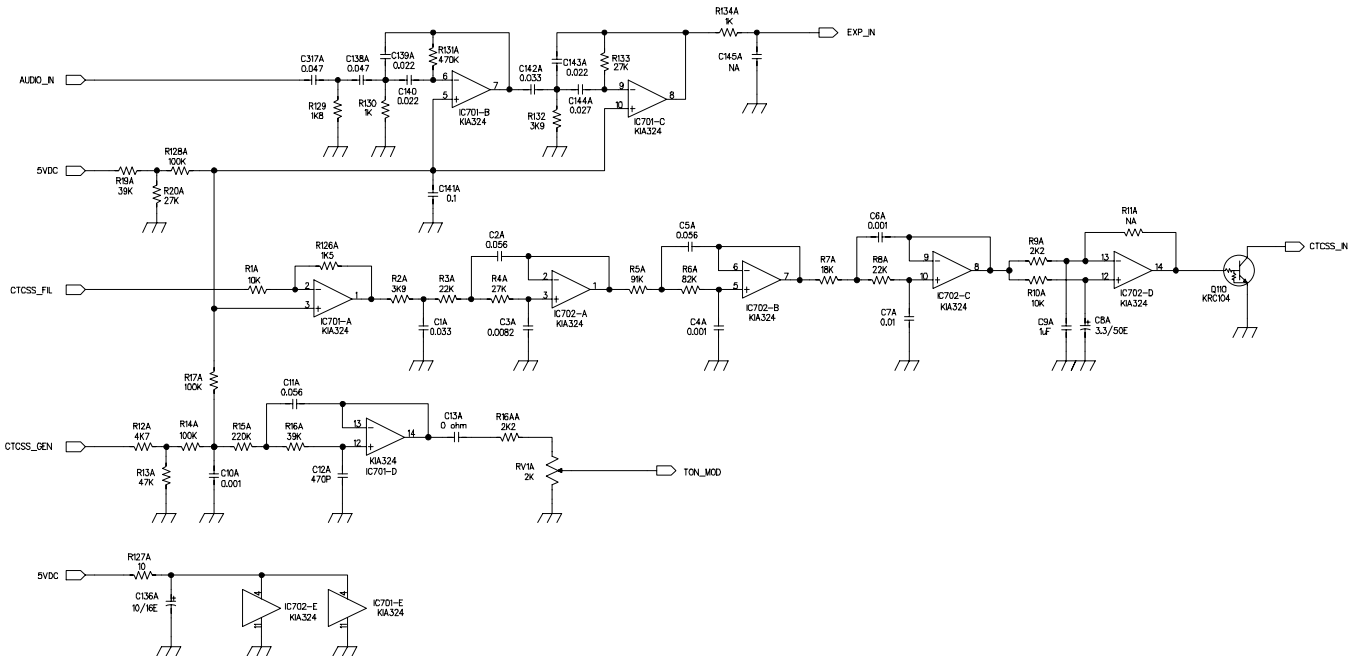 R134A
1K
EXP_IN
C145A
NA
AUDIO_IN
C317A
0.047
C138A
0.047
C139A
0.022
R131A
470K
C140
0.022
R129
1K8
R130
1K
6
5
7
IC701-B
KIA324
C142A
0.033
C143A
0.022
R133
27K
C144A
0.027
R132
3K9
9
10
8
IC701-C
KIA324
5VDC
R19A
39K
R20A
27K
R128A
100K
C141A
0.1
CTCSS_FIL
R1A
10K
R126A
1K5
2
3
1
IC701-A
KIA324
R2A
3K9
C1A
0.033
R3A
22K
C2A
0.056
R4A
27K
C3A
0.0082
2
3
1
IC702-A
KIA324
R5A
91K
C5A
0.056
R6A
82K
C4A
0.001
6
5
7
IC702-B
KIA324
R7A
18K
C6A
0.001
R8A
22K
C7A
0.01
9
10
8
IC702-C
KIA324
R9A
2K2
R10A
10K
C9A
1uF
C8A
3.3/50E
R11A
NA
13
12
14
IC702-D
KIA324
Q110
KRC104
CTCSS_IN
R17A
100K
CTCSS_GEN
R12A
4K7
R13A
47K
R14A
100K
C10A
0.001
R15A
220K
C11A
0.056
R16A
39K
C12A
470P
13
12
14
KIA324
IC701-D
C13A
0 ohm
R16AA
2K2
RV1A
2K
TON_MOD
5VDC
R127A
10
C136A
10/16E
4
11
IC702-E
KIA324
4
11
IC701-E
KIA324